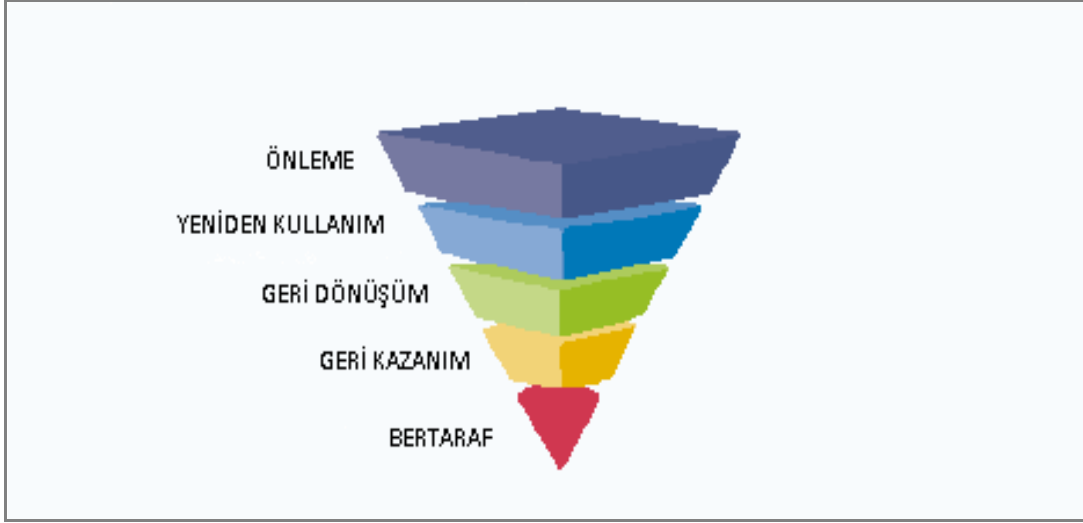 ÖNLEME
YENİDEN KULLANIM
GERİ DÖNÜŞÜM
GERİ KAZANIM
BERTARAF